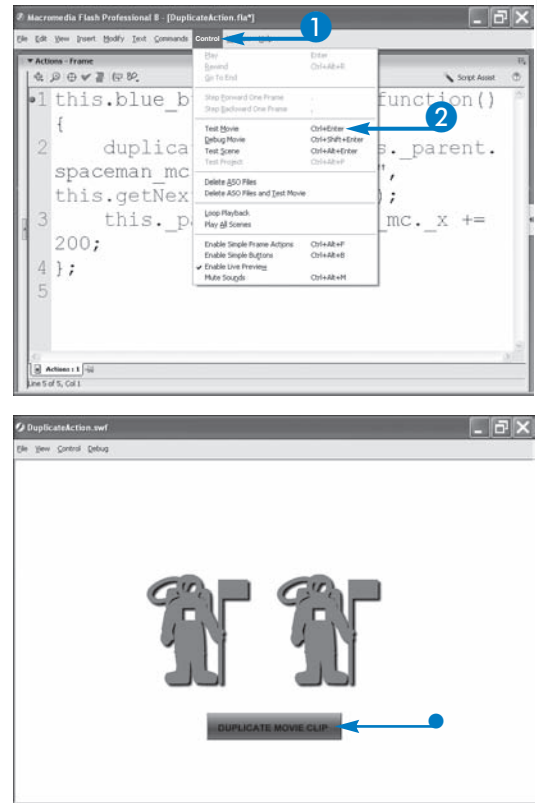 Macromedia Flash Professional 8 - [DuplicateAction.fla*]
File Edit View Insert Modify Text Commands Control Help
1
Actions - Frame
Script Assist
Play Enter
Rewind Ctrl+Alt+R
Go To End
Step Forward One Frame .
Step Backward One Frame ,
Test Movie Ctrl+Enter
2
Debug Movie Ctrl+Shift+Enter
Test Scene Ctrl+Alt+Enter
Test Project Ctrl+Alt+P
Delete ASO Files
Delete ASO Files and Test Movie
Loop Playback
Play All Scenes
Enable Simple Frame Actions Ctrl+Alt+F
Enable Simple Buttons Ctrl+Alt+B
Enable Live Preview
Mute Sounds Ctrl+Alt+M
1 this.blue_b function()
{
2 duplica s._parent.
spaceman_mc ",
this.getNex );
3 this._p _mc._x +=
200;
4 };
5
Actions : 1
Line 5 of 5, Col 1
DuplicateAction.swf
File View Control Debug
DUPLICATE MOVIE CLIP